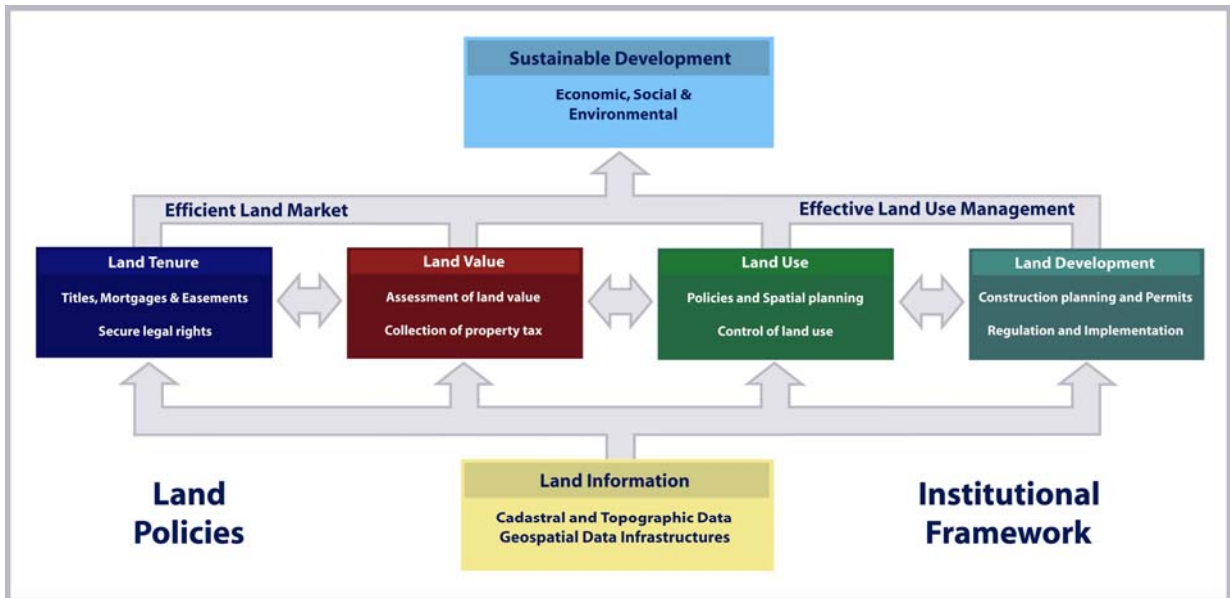 Sustainable Development
Economic, Social &
Environmental
Efficient Land Market
Effective Land Use Management
Land Tenure
Titles, Mortgages & Easements
Secure legal rights
Land Value
Assessment of land value
Collection of property tax
Land Use
Policies and Spatial planning
Control of land use
Land Development
Construction planning and Permits
Regulation and Implementation
Land
Policies
Land Information
Cadastral and Topographic Data
Geospatial Data Infrastructures
Institutional
Framework